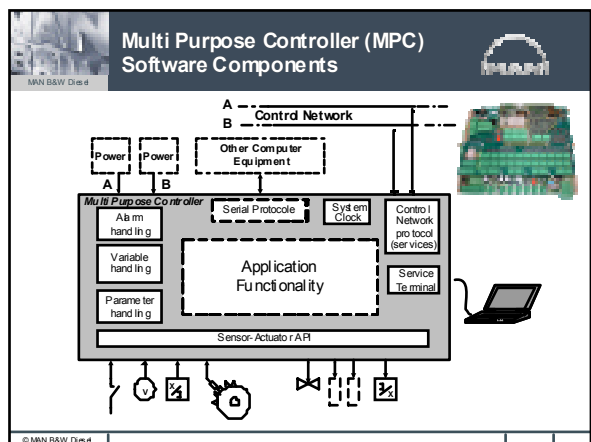 Multi Purpose Controller (MPC)
Software Components
MAN B&W Diesel
MAN
A
B
Control Network
Power
Power
Other Computer
Equipment
A
B
Multi Purpose Controller
Serial Protocole
System
Clock
Control
Network
protocol
(services)
Alarm
handling
Variable
handling
Application
Functionality
Service
Terminal
Parameter
handling
Sensor-Actuator API
V
© MAN B&W Diesel